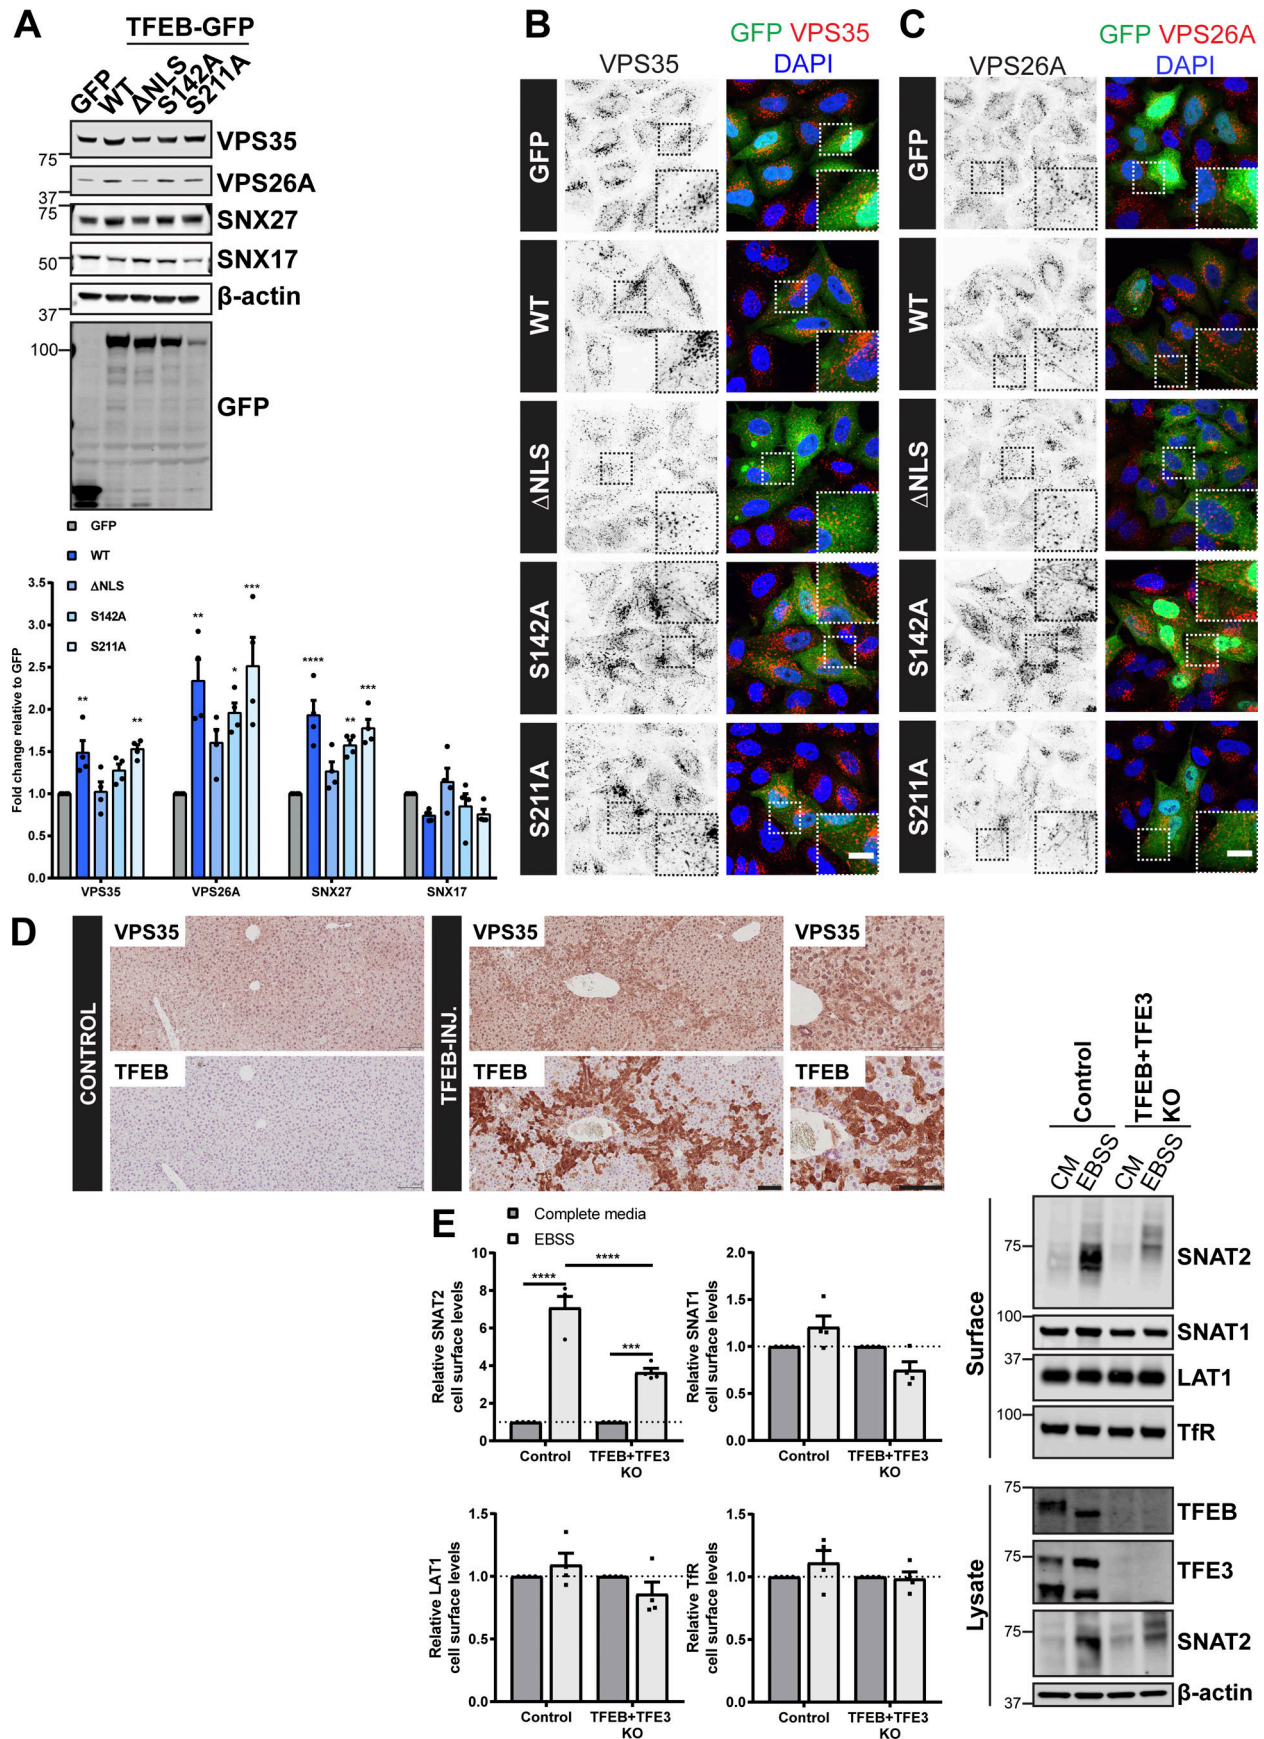 A
TFEB-GFP
GFP
WT
ΔNLS
S142A
S211A
VPS35
75
VPS26A
37
75
SNX27
50
SNX17
β-actin
37
100
GFP
GFP
WT
ΔNLS
S142A
S211A
Fold change relative to GFP
3.5
3.0
2.5
2.0
1.5
1.0
0.5
0.0
**
**
**
*
***
****
**
***
VPS35
VPS26A
SNX27
SNX17
B
GFP VPS35
VPS35
DAPI
GFP
WT
ΔNLS
S142A
S211A
C
GFP VPS26A
VPS26A
DAPI
GFP
WT
ΔNLS
S142A
S211A
D
CONTROL
VPS35
TFEB
TFEB-INJ.
VPS35
VPS35
TFEB
TFEB
E
Complete media
EBSS
Relative SNAT2
cell surface levels
10
8
6
4
2
0
****
****
***
Control
TFEB+TFE3
KO
Relative SNAT1
cell surface levels
2.0
1.5
1.0
0.5
0.0
Control
TFEB+TFE3
KO
Relative LAT1
cell surface levels
1.5
1.0
0.5
0.0
Control
TFEB+TFE3
KO
Relative TfR
cell surface levels
1.5
1.0
0.5
0.0
Control
TFEB+TFE3
KO
Control
TFEB+TFE3
KO
CM
EBSS
CM
EBSS
Surface
75
SNAT2
100
SNAT1
37
LAT1
100
TfR
Lysate
75
TFEB
75
TFE3
75
SNAT2
37
β-actin